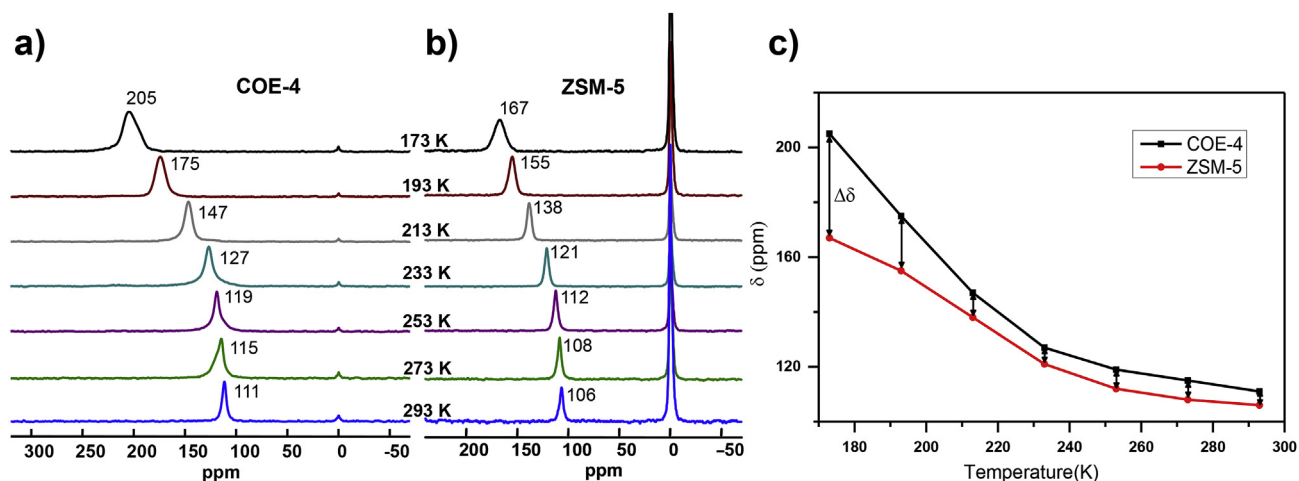 a)
COE-4
205
175
147
127
119
115
111
300 250 200 150 100 50 0
ppm
173 K
193 K
213 K
233 K
253 K
273 K
293 K
b)
ZSM-5
167
155
138
121
112
108
106
200 150 100 50 0 −50
ppm
c)
COE-4
ZSM-5
Δδ
δ (ppm)
200
160
120
180 200 220 240 260 280 300
Temperature(K)